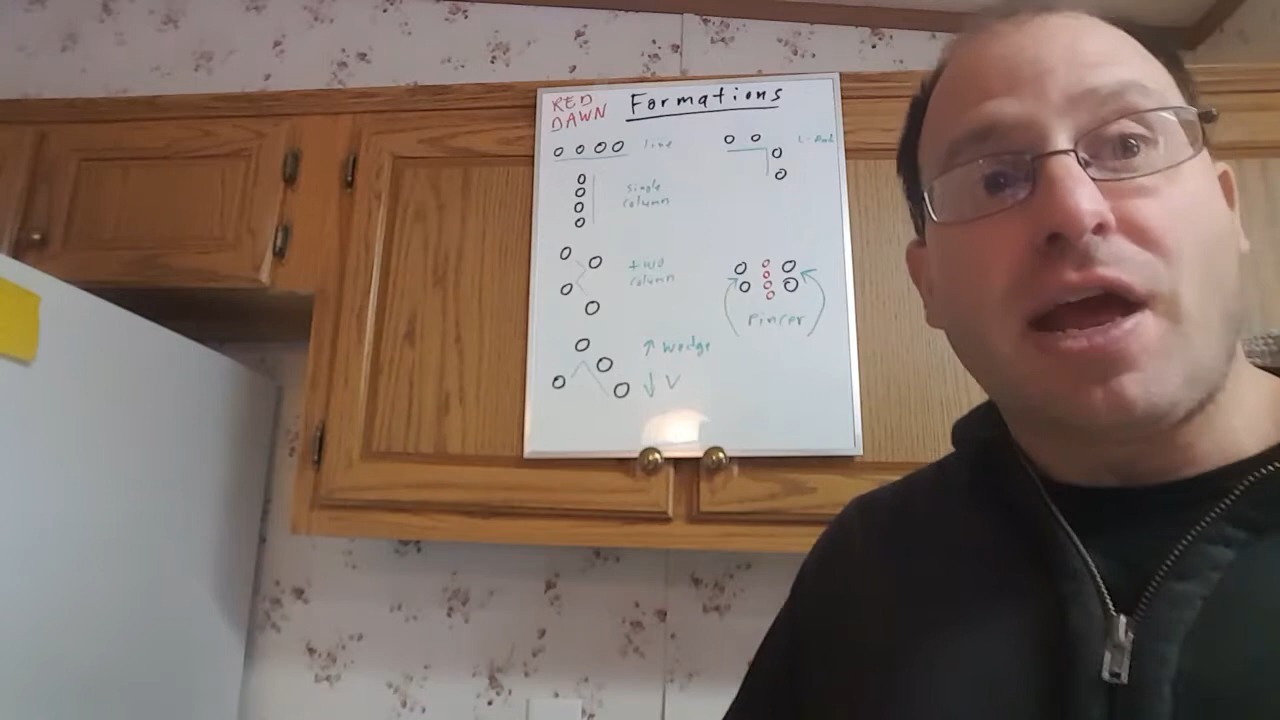 RED
DAWN
Formations
line
single
column
two
column
↑ wedge
↓ V
Pincer